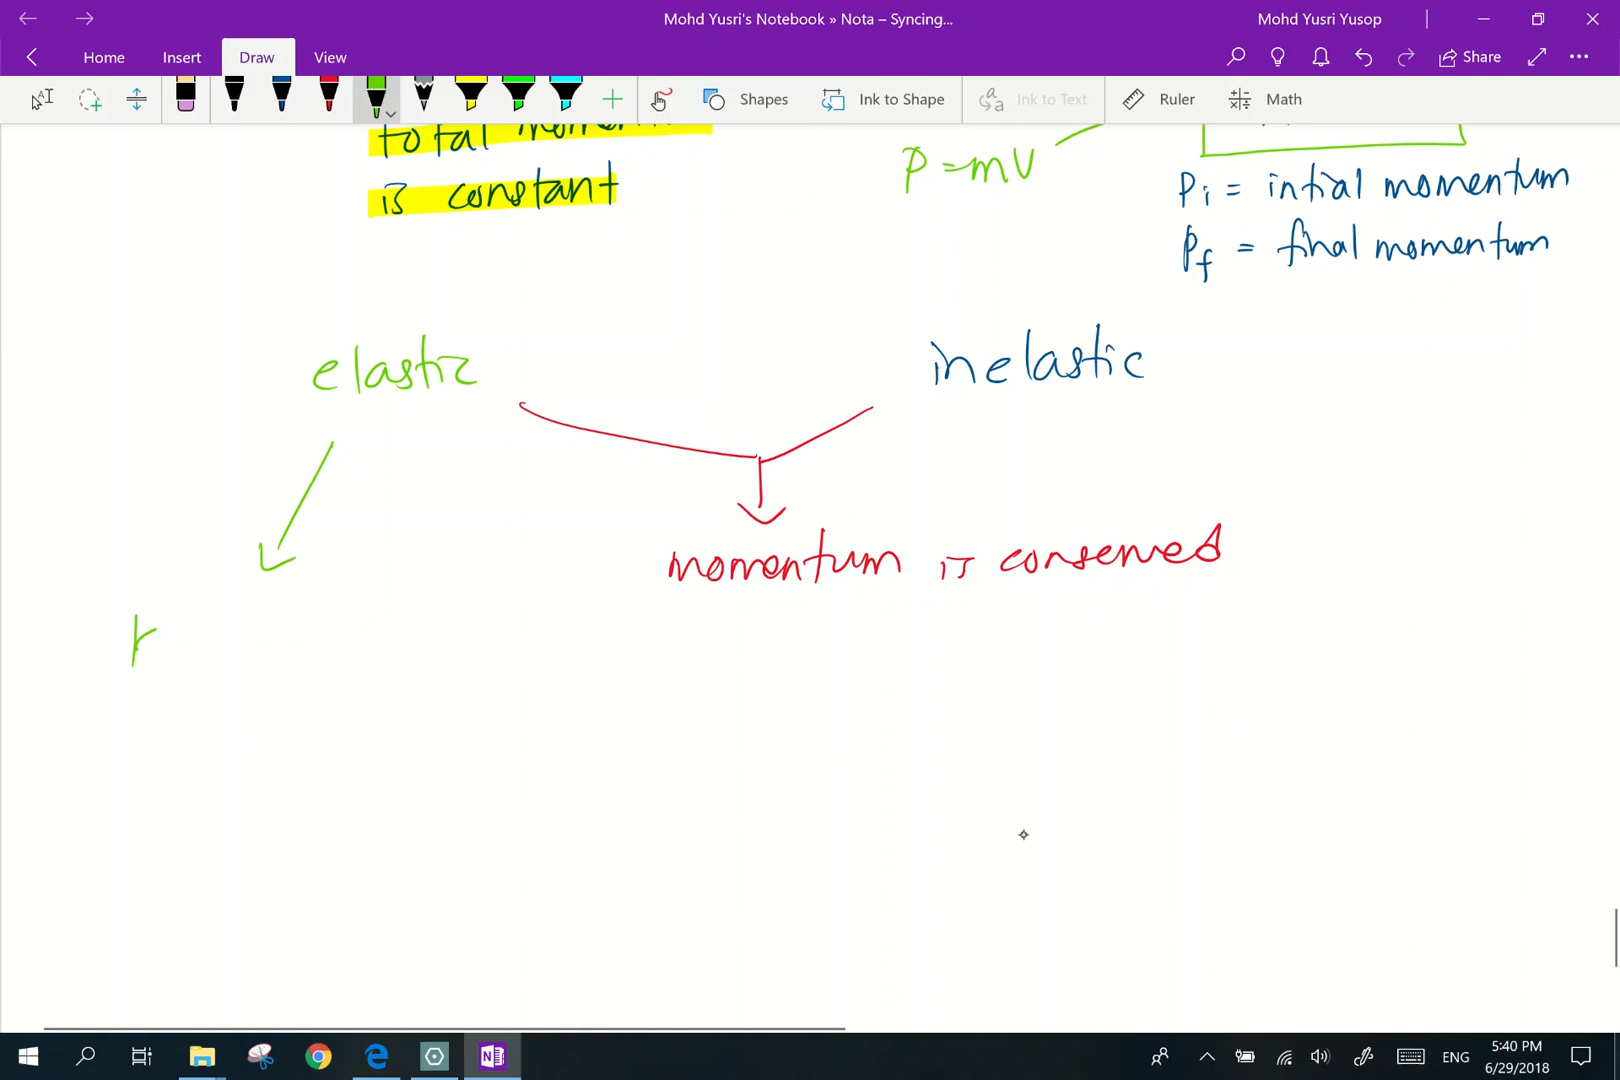 Mohd Yusri's Notebook » Nota – Syncing...
Mohd Yusri Yusop
Home Insert Draw View
Share
Shapes Ink to Shape Ink to Text Ruler Math
total
is constant
P = mV
Pi = intial momentum
Pf = final momentum
elastic
inelastic
momentum is conserved
ENG
5:40 PM
6/29/2018